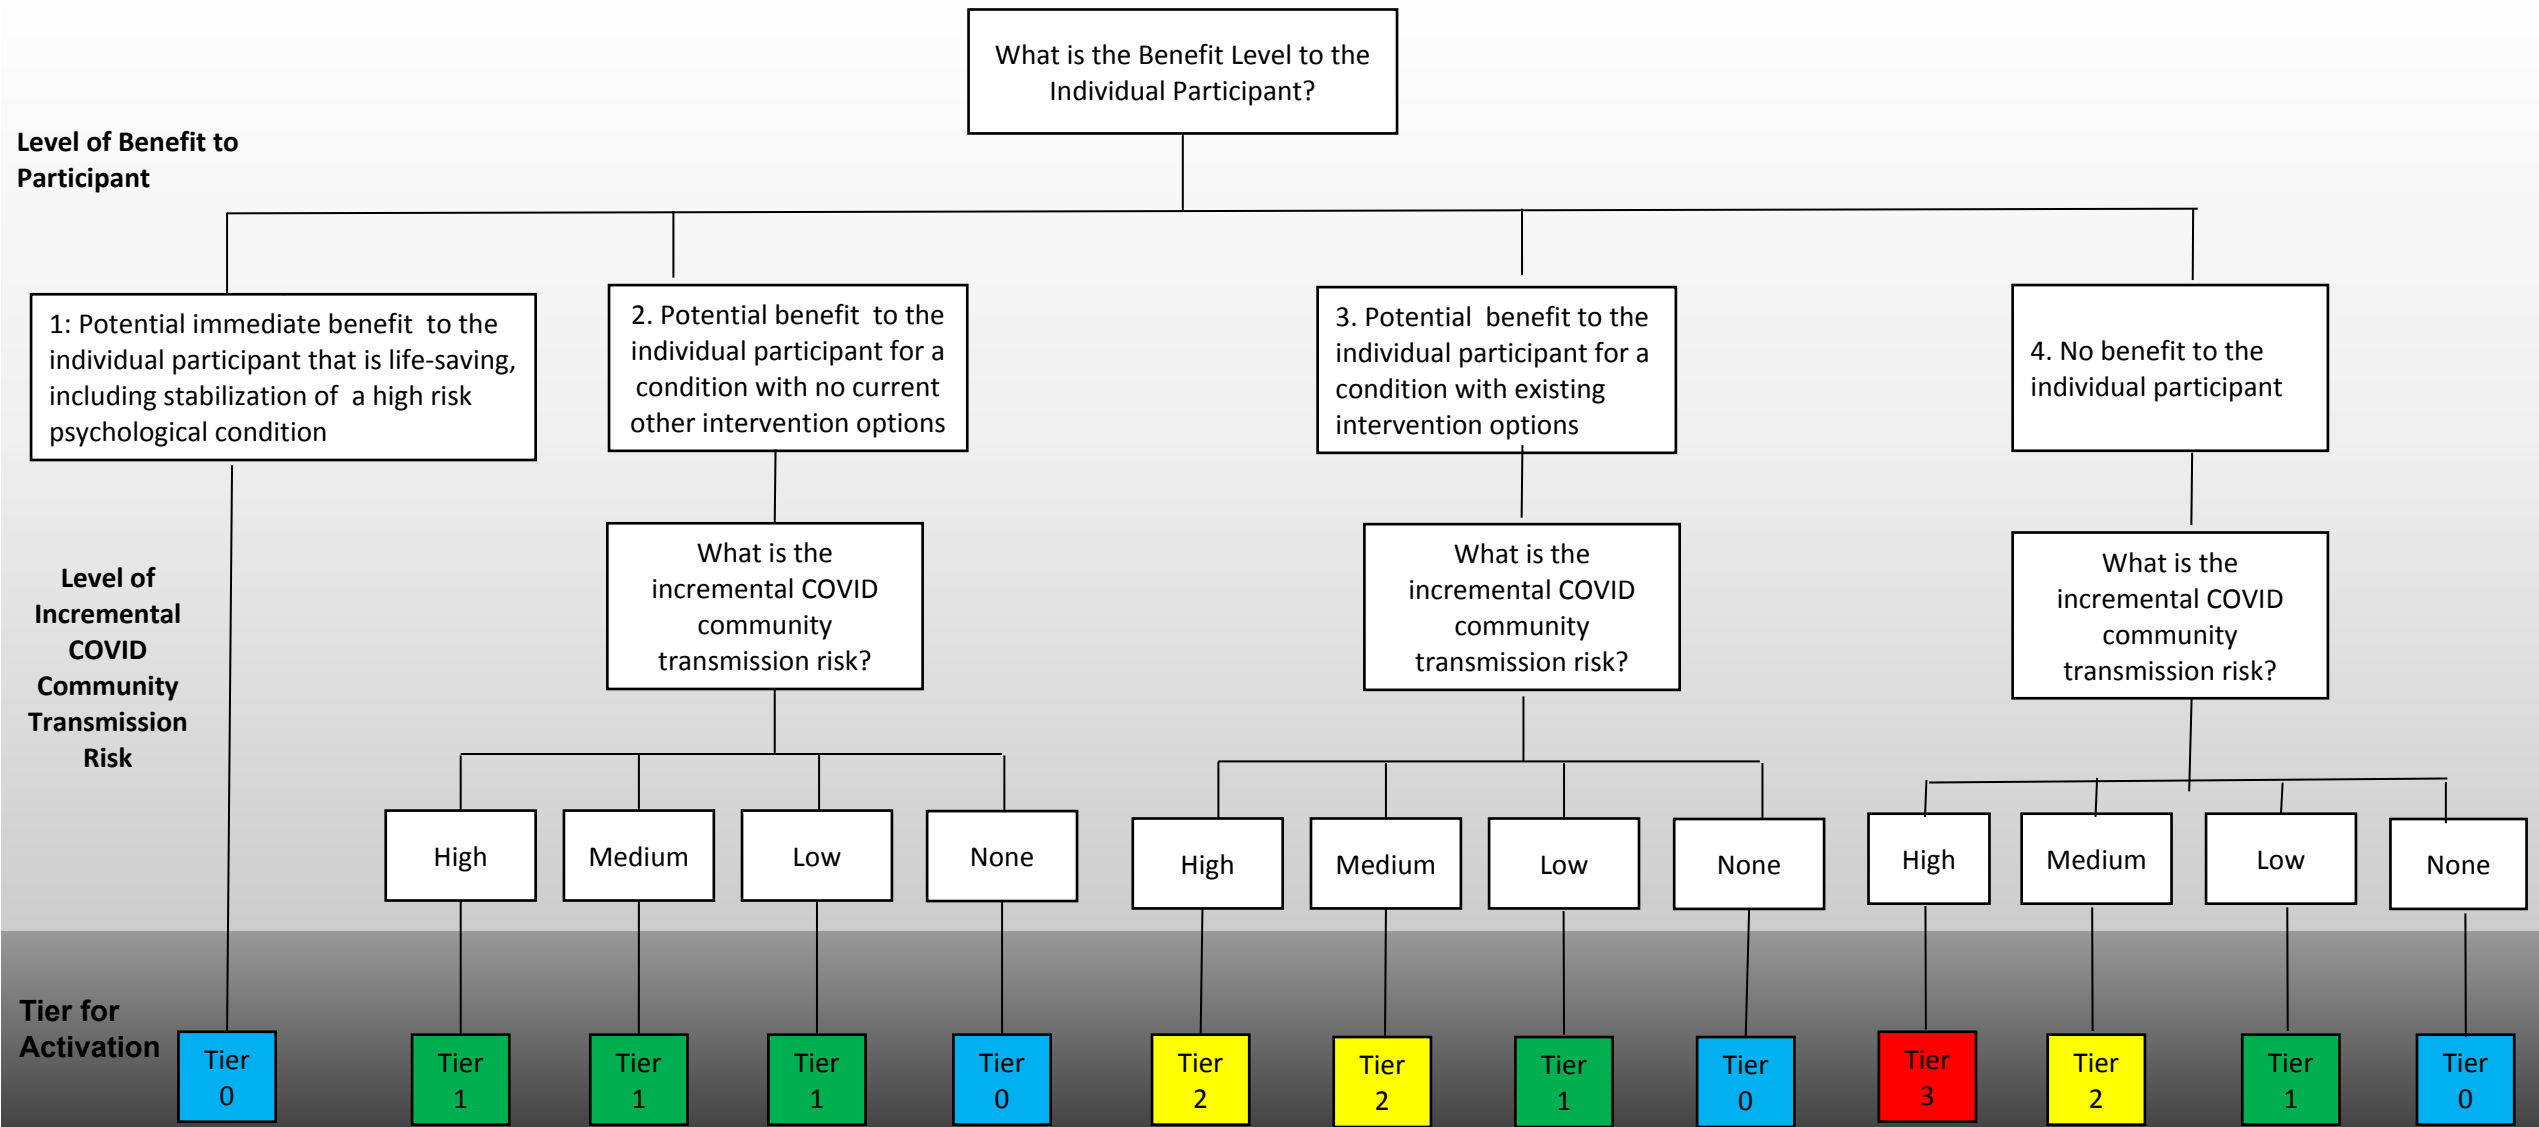 What is the Benefit Level to the
Individual Participant?
Level of Benefit to
Participant
1: Potential immediate benefit to the
individual participant that is life-saving,
including stabilization of a high risk
psychological condition
2. Potential benefit to the
individual participant for a
condition with no current
other intervention options
3. Potential benefit to the
individual participant for a
condition with existing
intervention options
4. No benefit to the
individual participant
Level of
Incremental
COVID
Community
Transmission
Risk
What is the
incremental COVID
community
transmission risk?
What is the
incremental COVID
community
transmission risk?
What is the
incremental COVID
community
transmission risk?
High
Medium
Low
None
High
Medium
Low
None
High
Medium
Low
None
Tier for
Activation
Tier
0
Tier
1
Tier
1
Tier
1
Tier
0
Tier
2
Tier
2
Tier
1
Tier
0
Tier
3
Tier
2
Tier
1
Tier
0